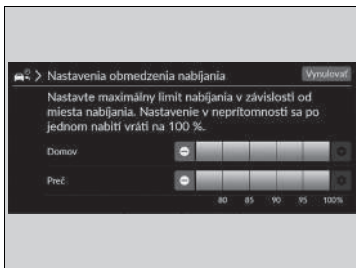 Nastavenia obmedzenia nabíjania
Vynulovať
Nastavte maximálny limit nabíjania v závislosti od
miesta nabíjania. Nastavenie v neprítomnosti sa po
jednom nabití vráti na 100 %.
Domov
Preč
80 85 90 95 100%